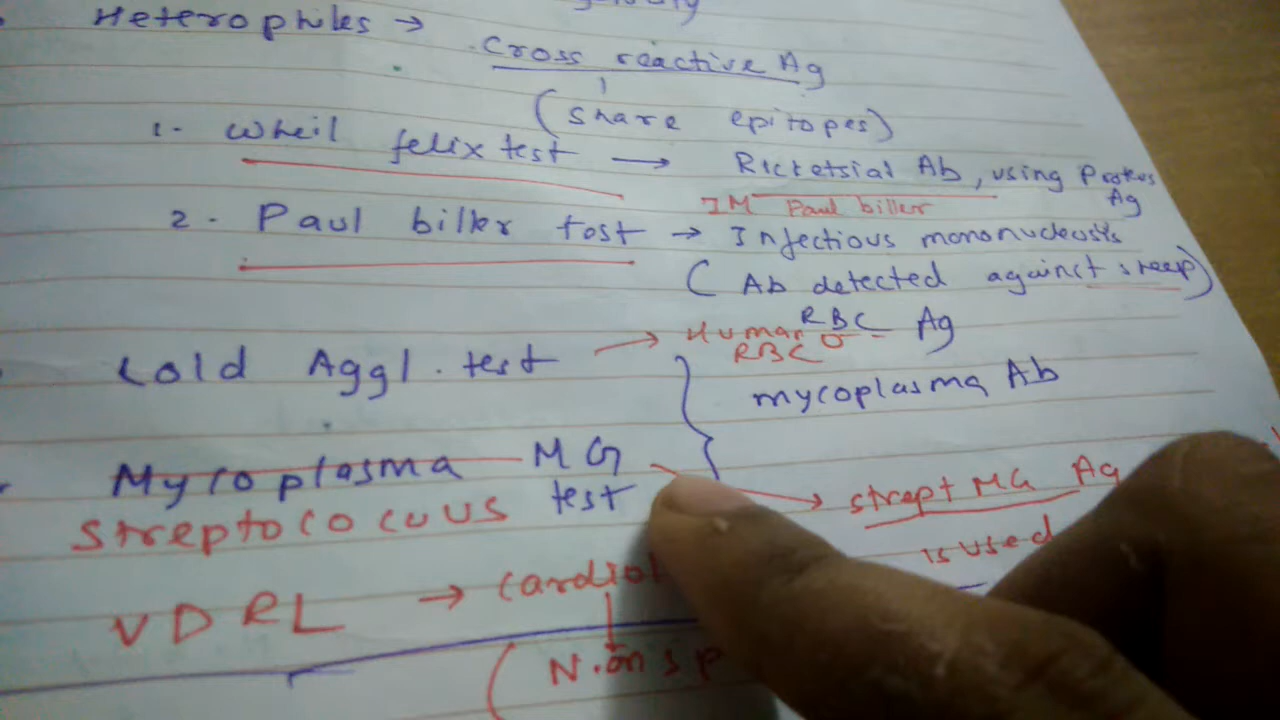 Heterophiles →
Cross reactive Ag
(share epitopes)
1. Wheil felix test → Ricketsial Ab, using Proteus Ag
IM Paul biller
2. Paul biller test → Infectious mononucleosis
(Ab detected against sheep)
RBC Ag
Cold Aggl. test → Human O RBC
mycoplasma Ab
Mycoplasma MG test → strept MG Ag
Streptococuus
is used
VDRL → Cardiol
(Non sp